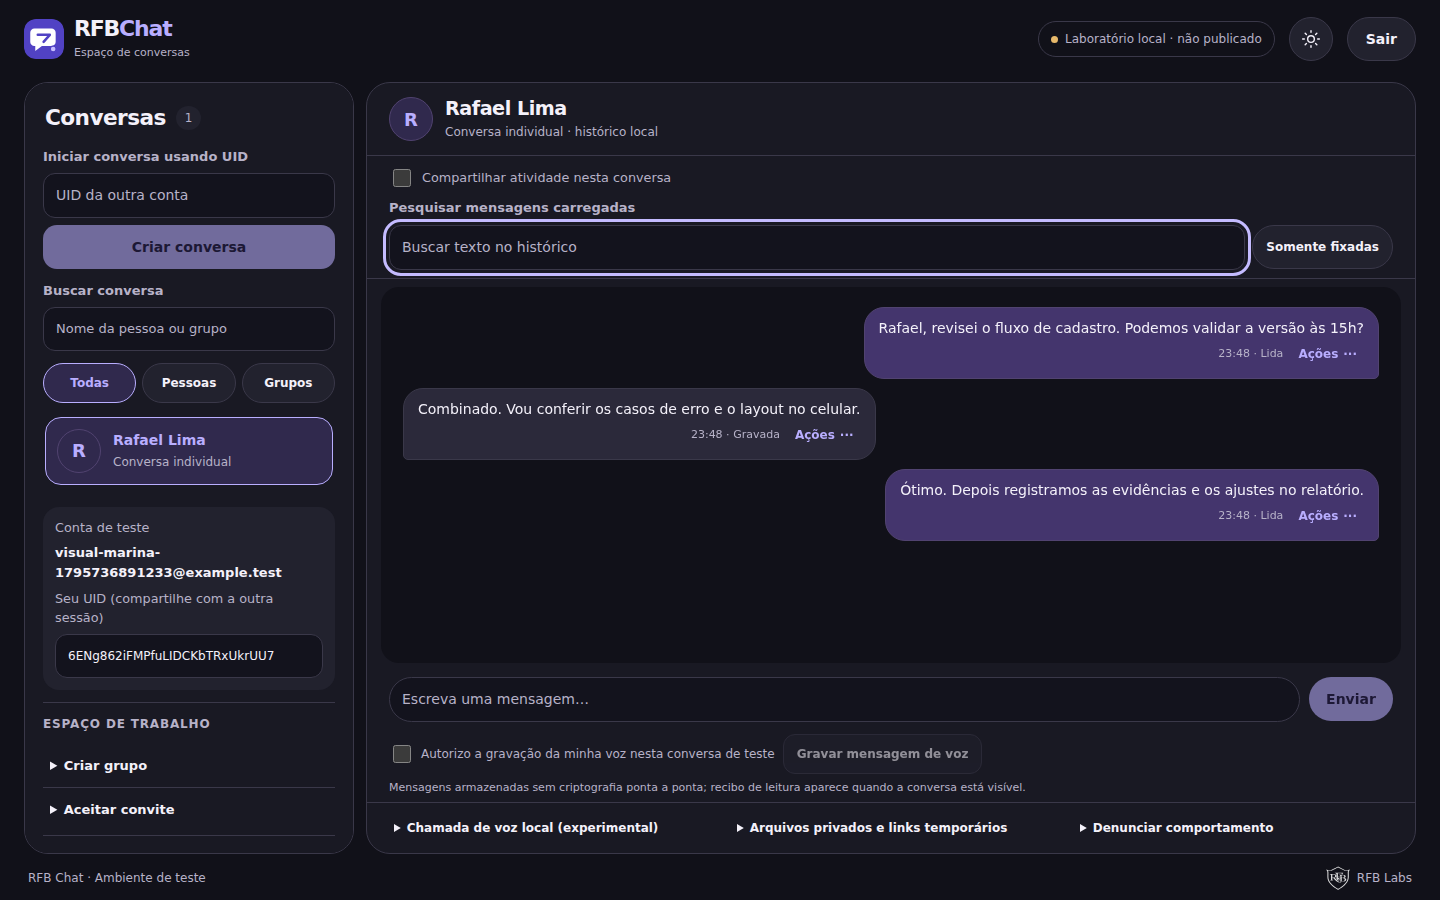 RFBChat
Espaço de conversas
Laboratório local · não publicado
Sair
Conversas 1
Iniciar conversa usando UID
UID da outra conta
Criar conversa
Buscar conversa
Nome da pessoa ou grupo
Todas Pessoas Grupos
R
Rafael Lima
Conversa individual
Conta de teste
visual-marina-
1795736891233@example.test
Seu UID (compartilhe com a outra
sessão)
6ENg862iFMPfuLIDCKbTRxUkrUU7
ESPAÇO DE TRABALHO
Criar grupo
Aceitar convite
R
Rafael Lima
Conversa individual · histórico local
Compartilhar atividade nesta conversa
Pesquisar mensagens carregadas
Buscar texto no histórico
Somente fixadas
Rafael, revisei o fluxo de cadastro. Podemos validar a versão às 15h?
23:48 · Lida Ações ···
Combinado. Vou conferir os casos de erro e o layout no celular.
23:48 · Gravada Ações ···
Ótimo. Depois registramos as evidências e os ajustes no relatório.
23:48 · Lida Ações ···
Escreva uma mensagem…
Enviar
Autorizo a gravação da minha voz nesta conversa de teste
Gravar mensagem de voz
Mensagens armazenadas sem criptografia ponta a ponta; recibo de leitura aparece quando a conversa está visível.
Chamada de voz local (experimental)
Arquivos privados e links temporários
Denunciar comportamento
RFB Chat · Ambiente de teste
RFB Labs